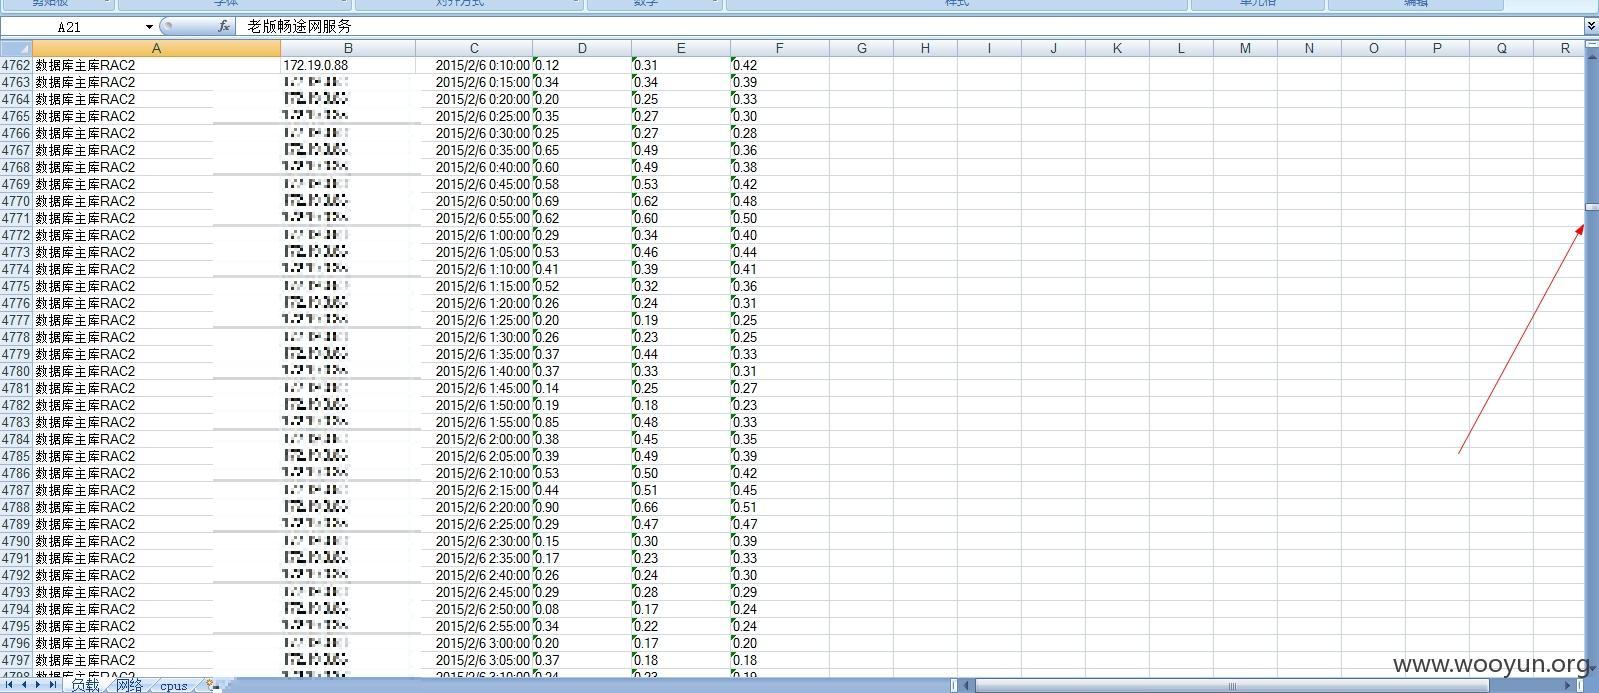 剪贴板 字体 对齐方式 数字 样式 单元格 编辑
A21 fx 老版畅途网服务
A B C D E F G H I J K L M N O P Q R
4762 数据库主库RAC2 172.19.0.88 2015/2/6 0:10:00 0.12 0.31 0.42
4763 数据库主库RAC2 2015/2/6 0:15:00 0.34 0.34 0.39
4764 数据库主库RAC2 2015/2/6 0:20:00 0.20 0.25 0.33
4765 数据库主库RAC2 2015/2/6 0:25:00 0.35 0.27 0.30
4766 数据库主库RAC2 2015/2/6 0:30:00 0.25 0.27 0.28
4767 数据库主库RAC2 2015/2/6 0:35:00 0.65 0.49 0.36
4768 数据库主库RAC2 2015/2/6 0:40:00 0.60 0.49 0.38
4769 数据库主库RAC2 2015/2/6 0:45:00 0.58 0.53 0.42
4770 数据库主库RAC2 2015/2/6 0:50:00 0.69 0.62 0.48
4771 数据库主库RAC2 2015/2/6 0:55:00 0.62 0.60 0.50
4772 数据库主库RAC2 2015/2/6 1:00:00 0.29 0.34 0.40
4773 数据库主库RAC2 2015/2/6 1:05:00 0.53 0.46 0.44
4774 数据库主库RAC2 2015/2/6 1:10:00 0.41 0.39 0.41
4775 数据库主库RAC2 2015/2/6 1:15:00 0.52 0.32 0.36
4776 数据库主库RAC2 2015/2/6 1:20:00 0.26 0.24 0.31
4777 数据库主库RAC2 2015/2/6 1:25:00 0.20 0.19 0.25
4778 数据库主库RAC2 2015/2/6 1:30:00 0.26 0.23 0.25
4779 数据库主库RAC2 2015/2/6 1:35:00 0.37 0.44 0.33
4780 数据库主库RAC2 2015/2/6 1:40:00 0.37 0.33 0.31
4781 数据库主库RAC2 2015/2/6 1:45:00 0.14 0.25 0.27
4782 数据库主库RAC2 2015/2/6 1:50:00 0.19 0.18 0.23
4783 数据库主库RAC2 2015/2/6 1:55:00 0.85 0.48 0.33
4784 数据库主库RAC2 2015/2/6 2:00:00 0.38 0.45 0.35
4785 数据库主库RAC2 2015/2/6 2:05:00 0.39 0.49 0.39
4786 数据库主库RAC2 2015/2/6 2:10:00 0.53 0.50 0.42
4787 数据库主库RAC2 2015/2/6 2:15:00 0.44 0.51 0.45
4788 数据库主库RAC2 2015/2/6 2:20:00 0.90 0.66 0.51
4789 数据库主库RAC2 2015/2/6 2:25:00 0.29 0.47 0.47
4790 数据库主库RAC2 2015/2/6 2:30:00 0.15 0.30 0.39
4791 数据库主库RAC2 2015/2/6 2:35:00 0.17 0.23 0.33
4792 数据库主库RAC2 2015/2/6 2:40:00 0.26 0.24 0.30
4793 数据库主库RAC2 2015/2/6 2:45:00 0.29 0.28 0.29
4794 数据库主库RAC2 2015/2/6 2:50:00 0.08 0.17 0.24
4795 数据库主库RAC2 2015/2/6 2:55:00 0.34 0.22 0.24
4796 数据库主库RAC2 2015/2/6 3:00:00 0.20 0.17 0.20
4797 数据库主库RAC2 2015/2/6 3:05:00 0.37 0.18 0.18
4798 数据库主库RAC2 2015/2/6 3:10:00
www.wooyun.org
负载 网络 cpus